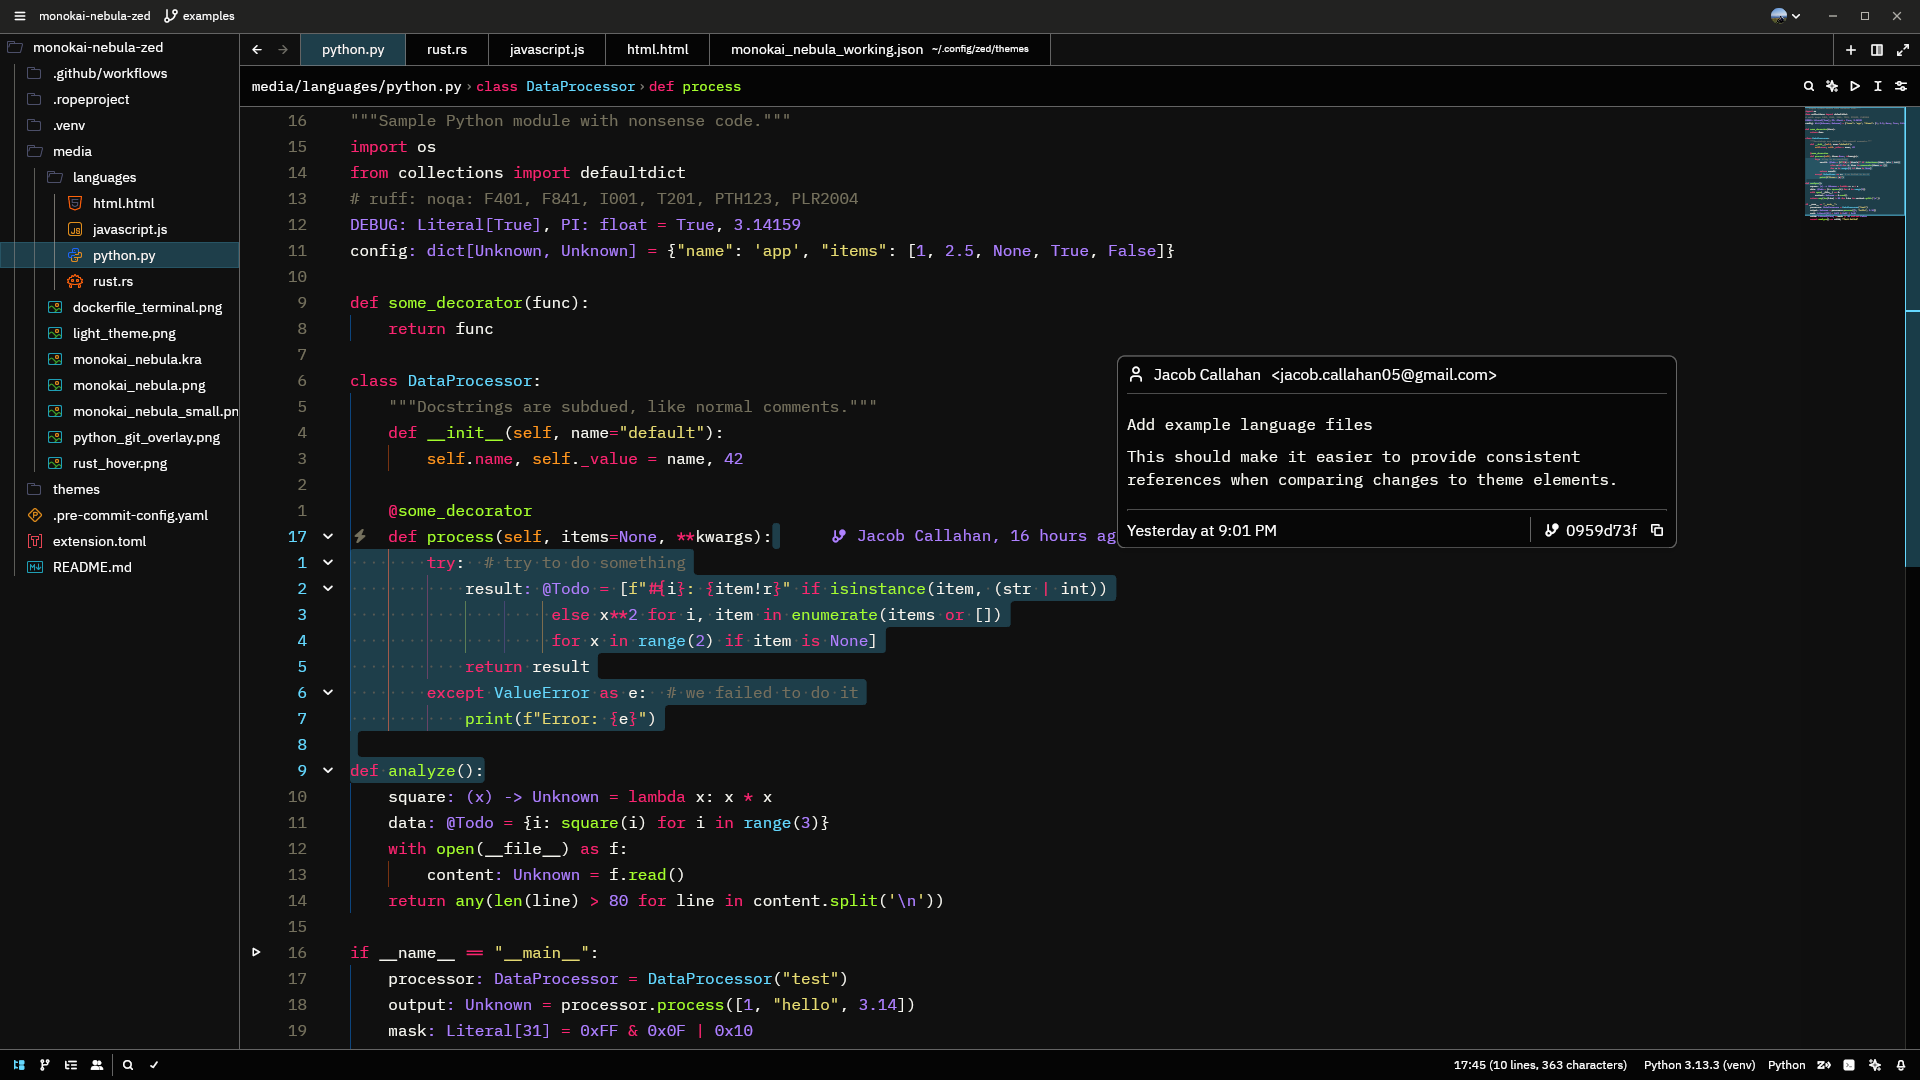 monokai-nebula-zed examples
monokai-nebula-zed
.github/workflows
.ropeproject
.venv
media
languages
html.html
javascript.js
python.py
rust.rs
dockerfile_terminal.png
light_theme.png
monokai_nebula.kra
monokai_nebula.png
monokai_nebula_small.pn
python_git_overlay.png
rust_hover.png
themes
.pre-commit-config.yaml
extension.toml
README.md
python.py rust.rs javascript.js html.html monokai_nebula_working.json ~/.config/zed/themes
media/languages/python.py › class DataProcessor › def process
16 """Sample Python module with nonsense code."""
15 import os
14 from collections import defaultdict
13 # ruff: noqa: F401, F841, I001, T201, PTH123, PLR2004
12 DEBUG: Literal[True], PI: float = True, 3.14159
11 config: dict[Unknown, Unknown] = {"name": 'app', "items": [1, 2.5, None, True, False]}
10
9 def some_decorator(func):
8     return func
7
6 class DataProcessor:
5     """Docstrings are subdued, like normal comments."""
4     def __init__(self, name="default"):
3         self.name, self._value = name, 42
2
1     @some_decorator
17     def process(self, items=None, **kwargs): Jacob Callahan, 16 hours ag
1         try:  # try to do something
2             result: @Todo = [f"#{i}: {item!r}" if isinstance(item, (str | int))
3                      else x**2 for i, item in enumerate(items or [])
4                      for x in range(2) if item is None]
5             return result
6         except ValueError as e:  # we failed to do it
7             print(f"Error: {e}")
8
9 def analyze():
10     square: (x) -> Unknown = lambda x: x * x
11     data: @Todo = {i: square(i) for i in range(3)}
12     with open(__file__) as f:
13         content: Unknown = f.read()
14     return any(len(line) > 80 for line in content.split('\n'))
15
16 if __name__ == "__main__":
17     processor: DataProcessor = DataProcessor("test")
18     output: Unknown = processor.process([1, "hello", 3.14])
19     mask: Literal[31] = 0xFF & 0x0F | 0x10
Jacob Callahan <jacob.callahan05@gmail.com>
Add example language files
This should make it easier to provide consistent
references when comparing changes to theme elements.
Yesterday at 9:01 PM 0959d73f
17:45 (10 lines, 363 characters) Python 3.13.3 (venv) Python